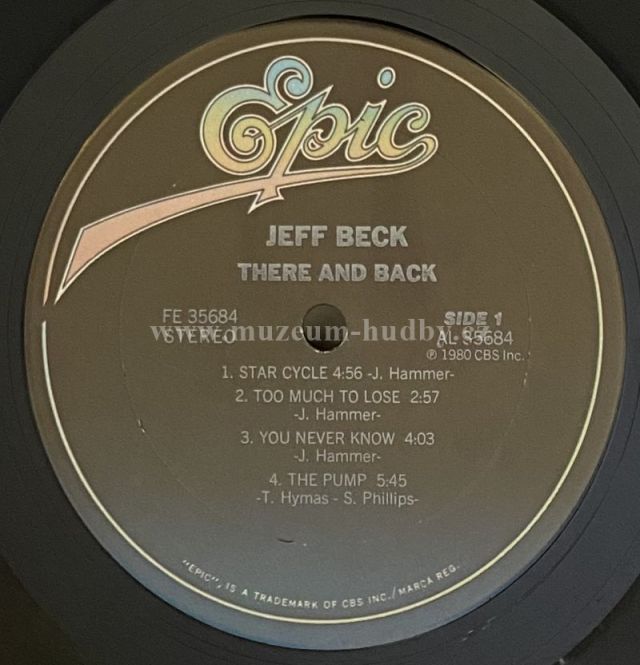 Epic
JEFF BECK
THERE AND BACK
FE 35684
STEREO
SIDE 1
AL 35684
℗ 1980 CBS Inc.
www.muzeum-hudby.cz
1. STAR CYCLE 4:56 -J. Hammer-
2. TOO MUCH TO LOSE 2:57
-J. Hammer-
3. YOU NEVER KNOW 4:03
-J. Hammer-
4. THE PUMP 5:45
-T. Hymas - S. Phillips-
"EPIC", IS A TRADEMARK OF CBS INC./MARCA REG.